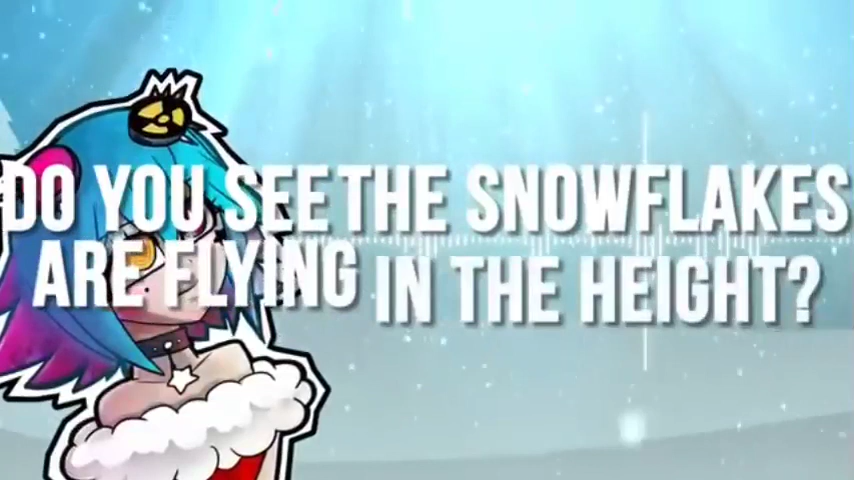 DO YOU SEE THE SNOWFLAKES
ARE FLYING IN THE HEIGHT?